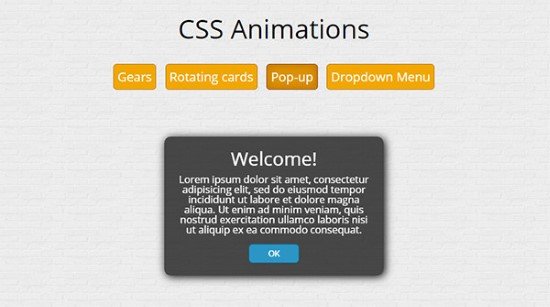 CSS Animations
Gears Rotating cards Pop-up Dropdown Menu
Welcome!
Lorem ipsum dolor sit amet, consectetur
adipisicing elit, sed do eiusmod tempor
incididunt ut labore et dolore magna
aliqua. Ut enim ad minim veniam, quis
nostrud exercitation ullamco laboris nisi
ut aliquip ex ea commodo consequat.
OK